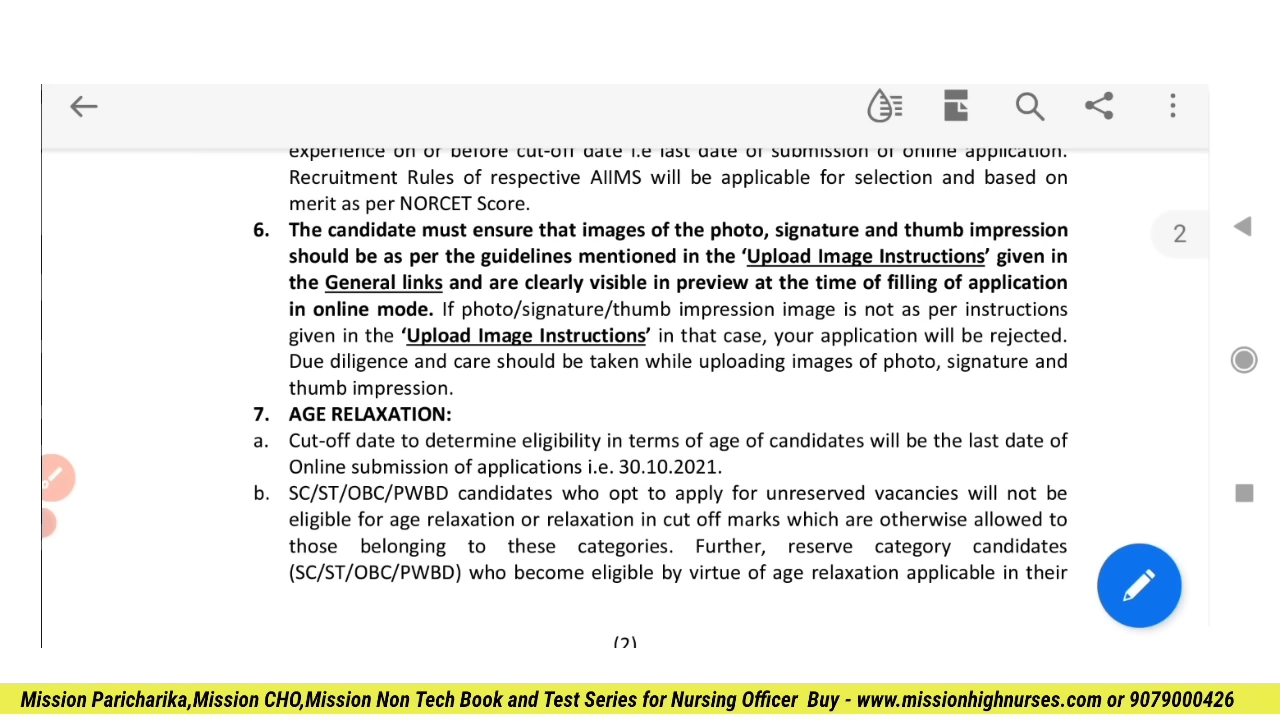 experience on or before cut-off date i.e last date of submission of online application.
Recruitment Rules of respective AIIMS will be applicable for selection and based on
merit as per NORCET Score.
6. The candidate must ensure that images of the photo, signature and thumb impression
should be as per the guidelines mentioned in the ‘Upload Image Instructions’ given in
the General links and are clearly visible in preview at the time of filling of application
in online mode. If photo/signature/thumb impression image is not as per instructions
given in the ‘Upload Image Instructions’ in that case, your application will be rejected.
Due diligence and care should be taken while uploading images of photo, signature and
thumb impression.
2
7. AGE RELAXATION:
a. Cut-off date to determine eligibility in terms of age of candidates will be the last date of
Online submission of applications i.e. 30.10.2021.
b. SC/ST/OBC/PWBD candidates who opt to apply for unreserved vacancies will not be
eligible for age relaxation or relaxation in cut off marks which are otherwise allowed to
those belonging to these categories. Further, reserve category candidates
(SC/ST/OBC/PWBD) who become eligible by virtue of age relaxation applicable in their
(2)
Mission Paricharika,Mission CHO,Mission Non Tech Book and Test Series for Nursing Officer Buy - www.missionhighnurses.com or 9079000426